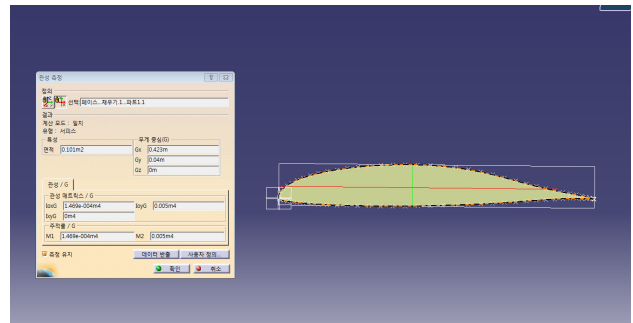 관성 측정
정의
선택: 페이스...채우기.1...파트1.1
결과
계산 모드 : 일치
유형 : 서피스
특성
면적 0.101m2
무게 중심(G)
Gx 0.423m
Gy 0.04m
Gz 0m
관성 / G
관성 매트릭스 / G
IoxG 1.469e-004m4 IoyG 0.005m4
IxyG 0m4
주적률 / G
M1 1.469e-004m4 M2 0.005m4
측정 유지 데이터 반출 사용자 정의...
확인 취소